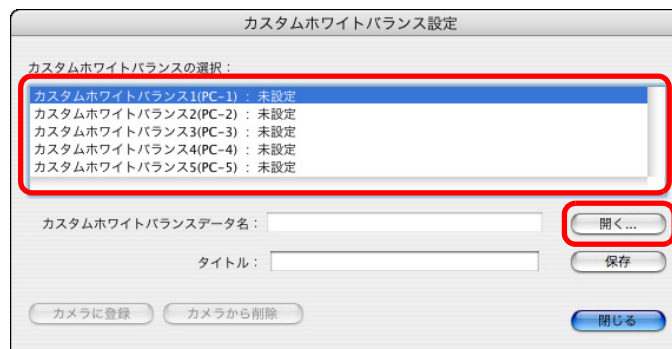 カスタムホワイトバランス設定
カスタムホワイトバランスの選択：
カスタムホワイトバランス1(PC-1) : 未設定
カスタムホワイトバランス2(PC-2) : 未設定
カスタムホワイトバランス3(PC-3) : 未設定
カスタムホワイトバランス4(PC-4) : 未設定
カスタムホワイトバランス5(PC-5) : 未設定
カスタムホワイトバランスデータ名： 開く...
タイトル： 保存
カメラに登録 カメラから削除 閉じる